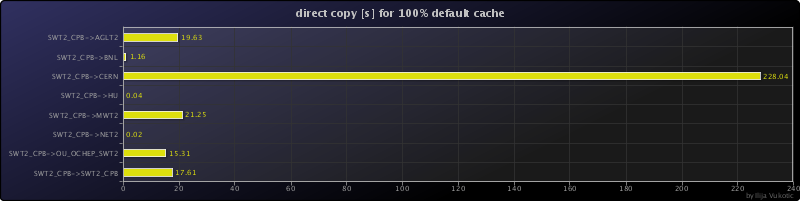 direct copy [s] for 100% default cache
SWT2_CPB->AGLT2 19.63
SWT2_CPB->BNL 1.16
SWT2_CPB->CERN 228.04
SWT2_CPB->HU 0.04
SWT2_CPB->MWT2 21.25
SWT2_CPB->NET2 0.02
SWT2_CPB->OU_OCHEP_SWT2 15.31
SWT2_CPB->SWT2_CPB 17.61
0 20 40 60 80 100 120 140 160 180 200 220 240
by Ilija Vukotic